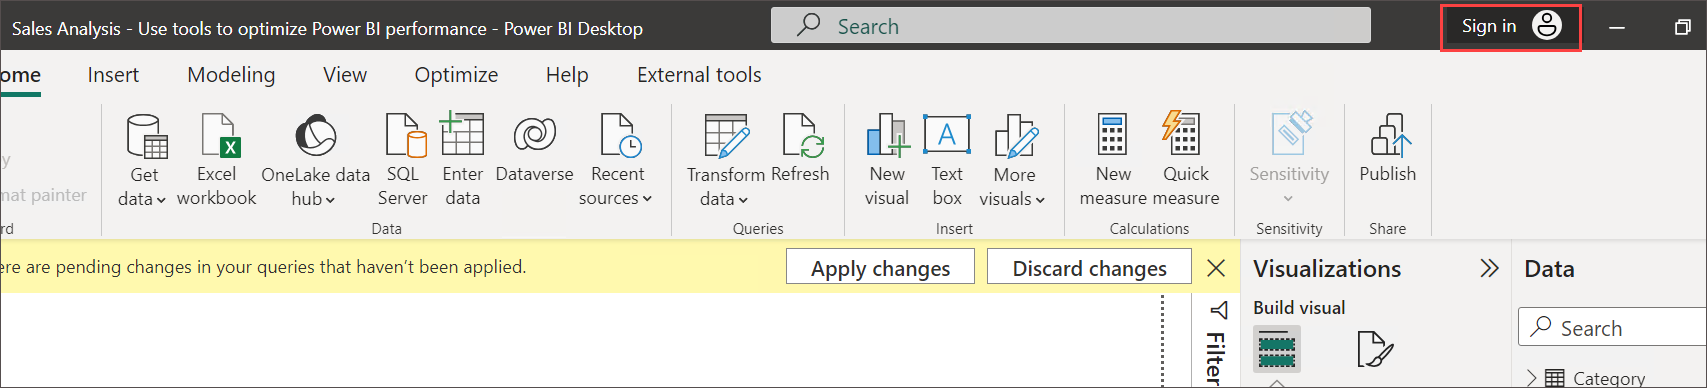 Sales Analysis - Use tools to optimize Power BI performance - Power BI Desktop
Search
Sign in
ome
Insert
Modeling
View
Optimize
Help
External tools
y
mat painter
rd
Get
data
Excel
workbook
OneLake data
hub
SQL
Server
Enter
data
Dataverse
Recent
sources
Data
Transform
data
Refresh
Queries
New
visual
A
Text
box
More
visuals
Insert
New
measure
Quick
measure
Calculations
Sensitivity
Sensitivity
Publish
Share
ere are pending changes in your queries that haven't been applied.
Apply changes
Discard changes
Filter
Visualizations
Build visual
Data
Search
Category